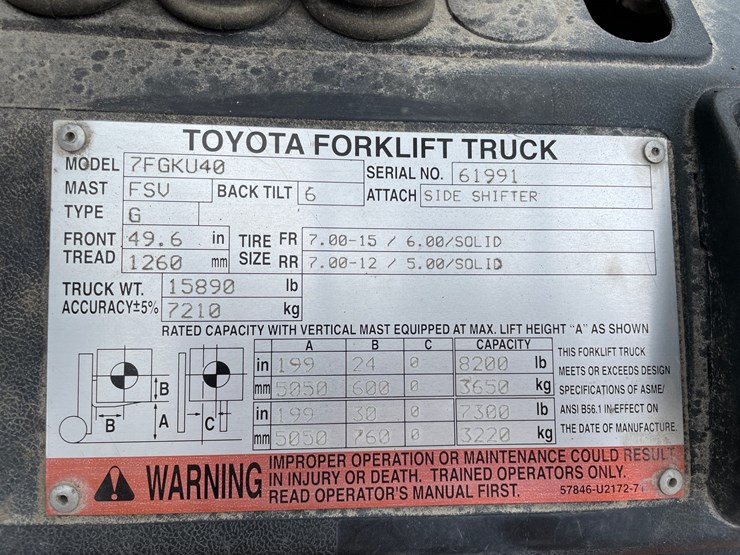 TOYOTA FORKLIFT TRUCK
MODEL 7FGKU40 SERIAL NO. 61991
MAST FSV BACK TILT 6 ATTACH SIDE SHIFTER
TYPE G
FRONT TREAD 49.6 in TIRE SIZE FR 7.00-15 / 6.00/SOLID
1260 mm RR 7.00-12 / 5.00/SOLID
TRUCK WT. 15890 lb
ACCURACY±5% 7210 kg
RATED CAPACITY WITH VERTICAL MAST EQUIPPED AT MAX. LIFT HEIGHT "A" AS SHOWN
A B C CAPACITY
in 199 24 0 8200 lb
mm 5050 600 0 3650 kg
in 199 30 0 7300 lb
mm 5050 760 0 3220 kg
B B A C
THIS FORKLIFT TRUCK
MEETS OR EXCEEDS DESIGN
SPECIFICATIONS OF ASME/
ANSI B56.1 IN EFFECT ON
THE DATE OF MANUFACTURE.
WARNING
IMPROPER OPERATION OR MAINTENANCE COULD RESULT
IN INJURY OR DEATH. TRAINED OPERATORS ONLY.
READ OPERATOR'S MANUAL FIRST.
57846-U2172-71